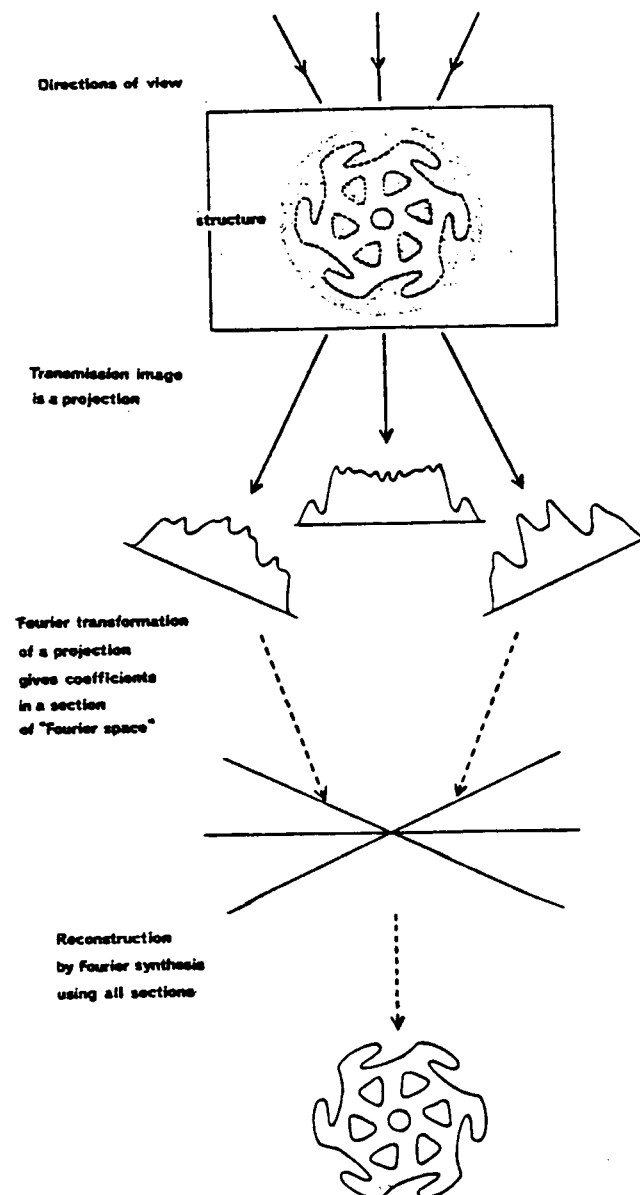 Directions of view
structure
Transmission image
is a projection
Fourier transformation
of a projection
gives coefficients
in a section
of "Fourier space"
Reconstruction
by Fourier synthesis
using all sections